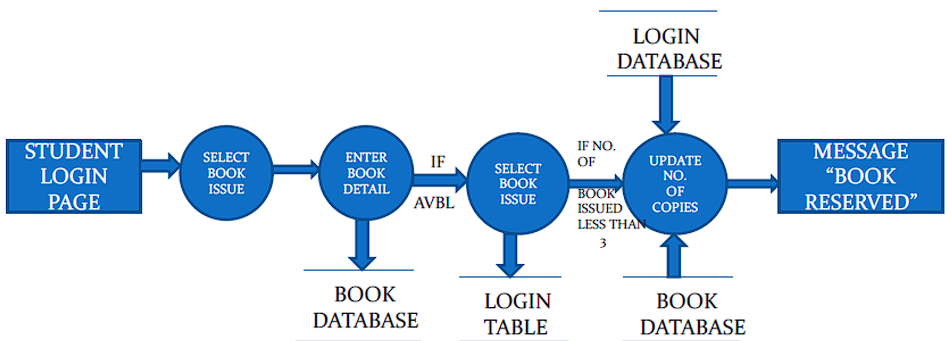 STUDENT
LOGIN
PAGE
SELECT
BOOK
ISSUE
ENTER
BOOK
DETAIL
BOOK
DATABASE
IF
AVBL
SELECT
BOOK
ISSUE
LOGIN
TABLE
IF NO.
OF
BOOK
ISSUED
LESS THAN
3
LOGIN
DATABASE
UPDATE
NO.
OF
COPIES
BOOK
DATABASE
MESSAGE
“BOOK
RESERVED”